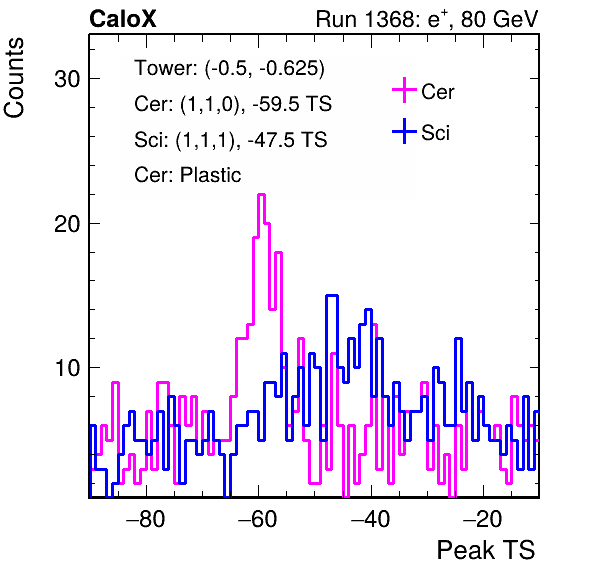 CaloX Run 1368: e⁺, 80 GeV
Counts
30
20
10
Tower: (-0.5, -0.625)
Cer: (1,1,0), -59.5 TS
Sci: (1,1,1), -47.5 TS
Cer: Plastic
Cer
Sci
−80 −60 −40 −20
Peak TS